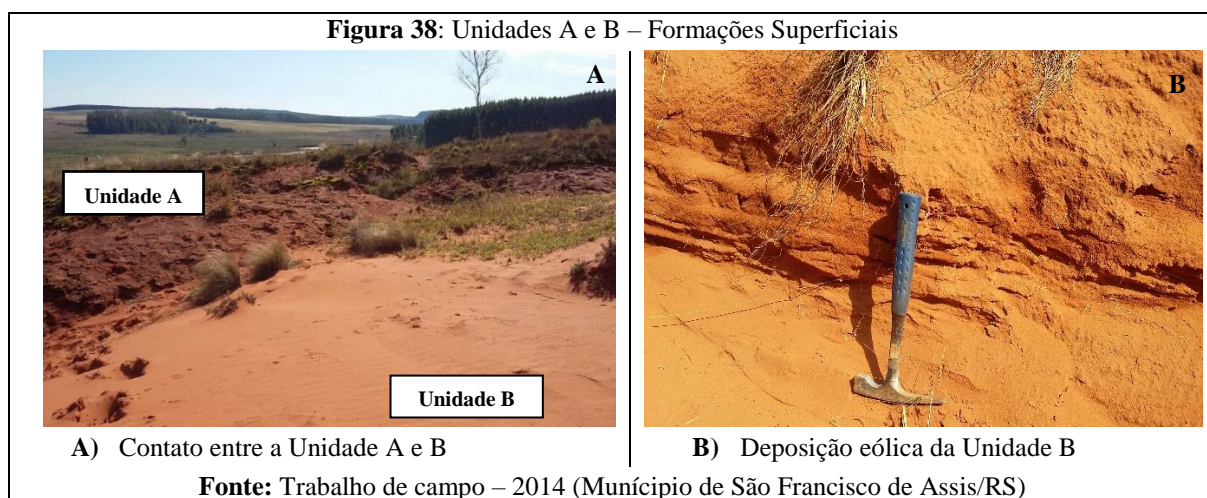 Figura 38: Unidades A e B – Formações Superficiais
A
Unidade A
Unidade B
B
A) Contato entre a Unidade A e B
B) Deposição eólica da Unidade B
Fonte: Trabalho de campo – 2014 (Munícipio de São Francisco de Assis/RS)